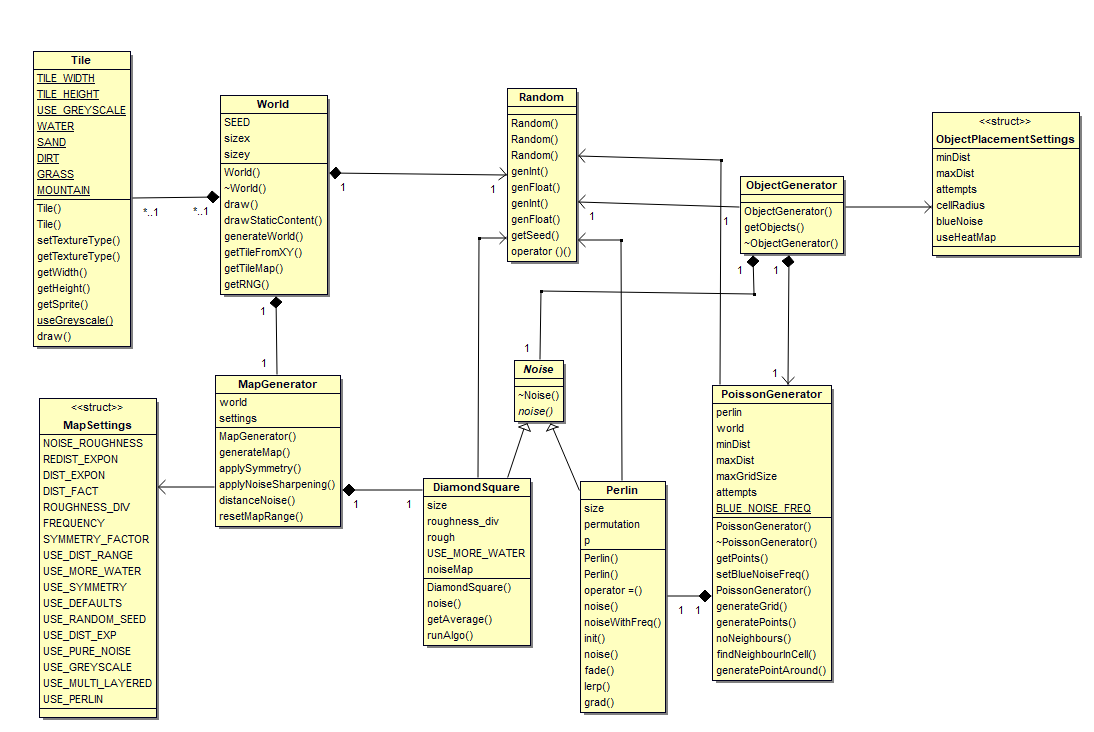 Tile
TILE_WIDTH
TILE_HEIGHT
USE_GREYSCALE
WATER
SAND
DIRT
GRASS
MOUNTAIN
Tile()
Tile()
setTextureType()
getTextureType()
getWidth()
getHeight()
getSprite()
useGreyscale()
draw()
*..1
*..1
World
SEED
sizex
sizey
World()
~World()
draw()
drawStaticContent()
generateWorld()
getTileFromXY()
getTileMap()
getRNG()
1
1
1
1
Random
Random()
Random()
Random()
genInt()
genFloat()
genInt()
genFloat()
getSeed()
operator ()()
1
1
ObjectGenerator
ObjectGenerator()
getObjects()
~ObjectGenerator()
1
1
1
1
<<struct>>
ObjectPlacementSettings
minDist
maxDist
attempts
cellRadius
blueNoise
useHeatMap
<<struct>>
MapSettings
NOISE_ROUGHNESS
REDIST_EXPON
DIST_EXPON
DIST_FACT
ROUGHNESS_DIV
FREQUENCY
SYMMETRY_FACTOR
USE_DIST_RANGE
USE_MORE_WATER
USE_SYMMETRY
USE_DEFAULTS
USE_RANDOM_SEED
USE_DIST_EXP
USE_PURE_NOISE
USE_GREYSCALE
USE_MULTI_LAYERED
USE_PERLIN
MapGenerator
world
settings
MapGenerator()
generateMap()
applySymmetry()
applyNoiseSharpening()
distanceNoise()
resetMapRange()
1
1
Noise
~Noise()
noise()
DiamondSquare
size
roughness_div
rough
USE_MORE_WATER
noiseMap
DiamondSquare()
noise()
getAverage()
runAlgo()
Perlin
size
permutation
p
Perlin()
Perlin()
operator =()
noise()
noiseWithFreq()
init()
noise()
fade()
lerp()
grad()
1
1
PoissonGenerator
perlin
world
minDist
maxDist
maxGridSize
attempts
BLUE_NOISE_FREQ
PoissonGenerator()
~PoissonGenerator()
getPoints()
setBlueNoiseFreq()
PoissonGenerator()
generateGrid()
generatePoints()
noNeighbours()
findNeighbourInCell()
generatePointAround()